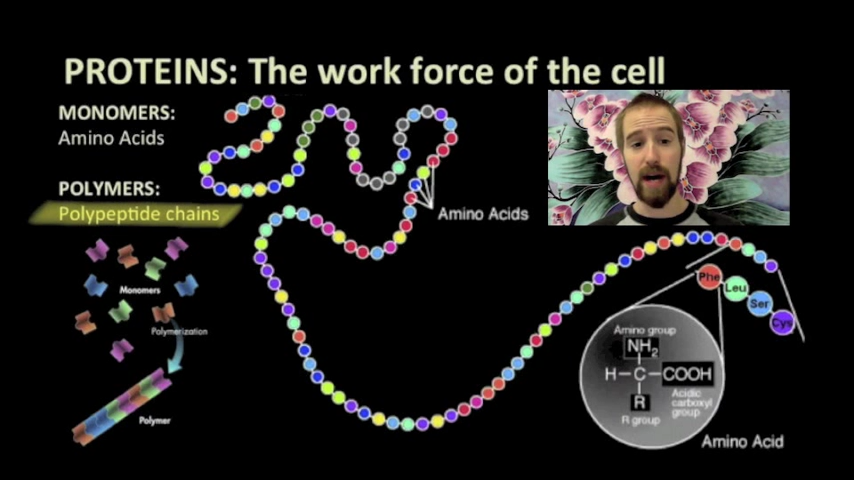 PROTEINS: The work force of the cell
MONOMERS:
Amino Acids
POLYMERS:
Polypeptide chains
Amino Acids
Monomers
Polymerization
Polymer
Phe
Leu
Ser
Cys
Amino group
NH2
H-C-COOH
Acidic
carboxyl
group
R
R group
Amino Acid